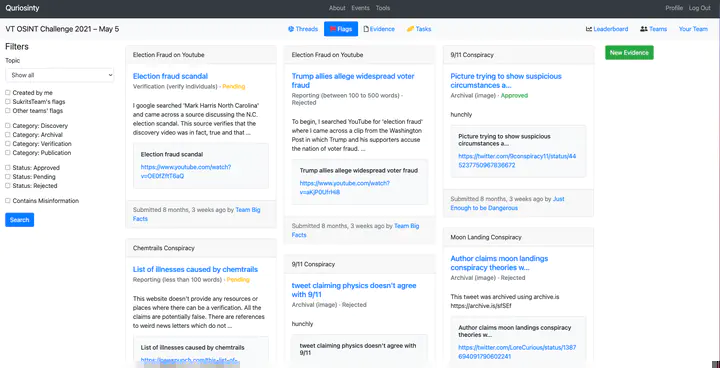 Quriosinty
About Events Tools
Profile Log Out
VT OSINT Challenge 2021 – May 5
Threads Flags Evidence Tasks
Leaderboard Teams Your Team
Filters
Topic
Show all
Created by me
SukritsTeam's flags
Other teams' flags
Category: Discovery
Category: Archival
Category: Verification
Category: Publication
Status: Approved
Status: Pending
Status: Rejected
Contains Misinformation
Search
Election Fraud on Youtube
Election fraud scandal
Verification (verify individuals) · Pending
I google searched 'Mark Harris North Carolina'
and came across a source discussing the N.C.
election scandal. This source verifies that the
discovery video was in fact, true and that ...
Election fraud scandal
https://www.youtube.com/watch?
v=OE0fZftT6aQ
Submitted 8 months, 3 weeks ago by Team Big
Facts
Chemtrails Conspiracy
List of illnesses caused by chemtrails
Reporting (less than 100 words) · Pending
This website doesn't provide any resources or
places where there can be a verification. All the
claims are potentially false. There are references
to weird news letters which do not ...
List of illnesses caused by chemtrails
Election Fraud on Youtube
Trump allies allege widespread voter
fraud
Reporting (between 100 to 500 words) ·
Rejected
To begin, I searched YouTube for 'election fraud'
where I came across a clip from the Washington
Post in which Trump and his supporters accuse
the nation of voter fraud. ...
Trump allies allege widespread voter fraud
https://www.youtube.com/watch?
v=aKjP0UfrHi8
Submitted 8 months, 3 weeks ago by Team Big
Facts
9/11 Conspiracy
tweet claiming physics doesn't agree
with 9/11
Archival (image) · Rejected
hunchly
tweet claiming physics doesn't agree with
9/11
9/11 Conspiracy
Picture trying to show suspicious
circumstances a...
Archival (image) · Approved
hunchly
Picture trying to show suspicious
circumstances a...
https://twitter.com/9conspiracy11/status/44
5237750967836672
Submitted 8 months, 3 weeks ago by Just
Enough to be Dangerous
Moon Landing Conspiracy
Author claims moon landings
conspiracy theories w...
Archival (image) · Rejected
This tweet was archived using archive.is
https://archive.is/sfSEf
Author claims moon landings conspiracy
theories w...
https://twitter.com/LoreCurious/status/1387
694091790602241
New Evidence